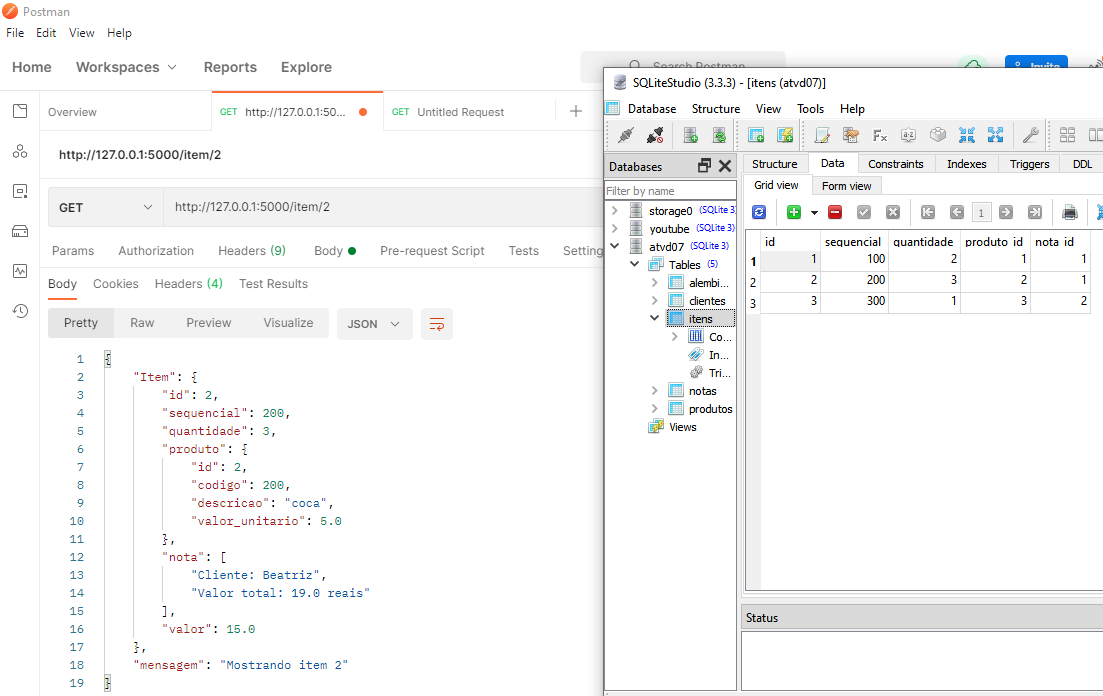 Postman
File Edit View Help
Home Workspaces Reports Explore
Search Postman
Invite
Overview
GET http://127.0.0.1:50...
GET Untitled Request
http://127.0.0.1:5000/item/2
GET http://127.0.0.1:5000/item/2
Params Authorization Headers (9) Body Pre-request Script Tests Setting
Body Cookies Headers (4) Test Results
Pretty Raw Preview Visualize JSON
1 {
2 "Item": {
3 "id": 2,
4 "sequencial": 200,
5 "quantidade": 3,
6 "produto": {
7 "id": 2,
8 "codigo": 200,
9 "descricao": "coca",
10 "valor_unitario": 5.0
11 },
12 "nota": [
13 "Cliente: Beatriz",
14 "Valor total: 19.0 reais"
15 ],
16 "valor": 15.0
17 },
18 "mensagem": "Mostrando item 2"
19 }
SQLiteStudio (3.3.3) - [itens (atvd07)]
Database Structure View Tools Help
Databases
Filter by name
storage0 (SQLite 3)
youtube (SQLite 3)
atvd07 (SQLite 3)
Tables (5)
alembi...
clientes
itens
Co...
In...
Tri...
notas
produtos
Views
Structure Data Constraints Indexes Triggers DDL
Grid view Form view
1
id sequencial quantidade produto id nota id
1 1 100 2 1 1
2 2 200 3 2 1
3 3 300 1 3 2
Status